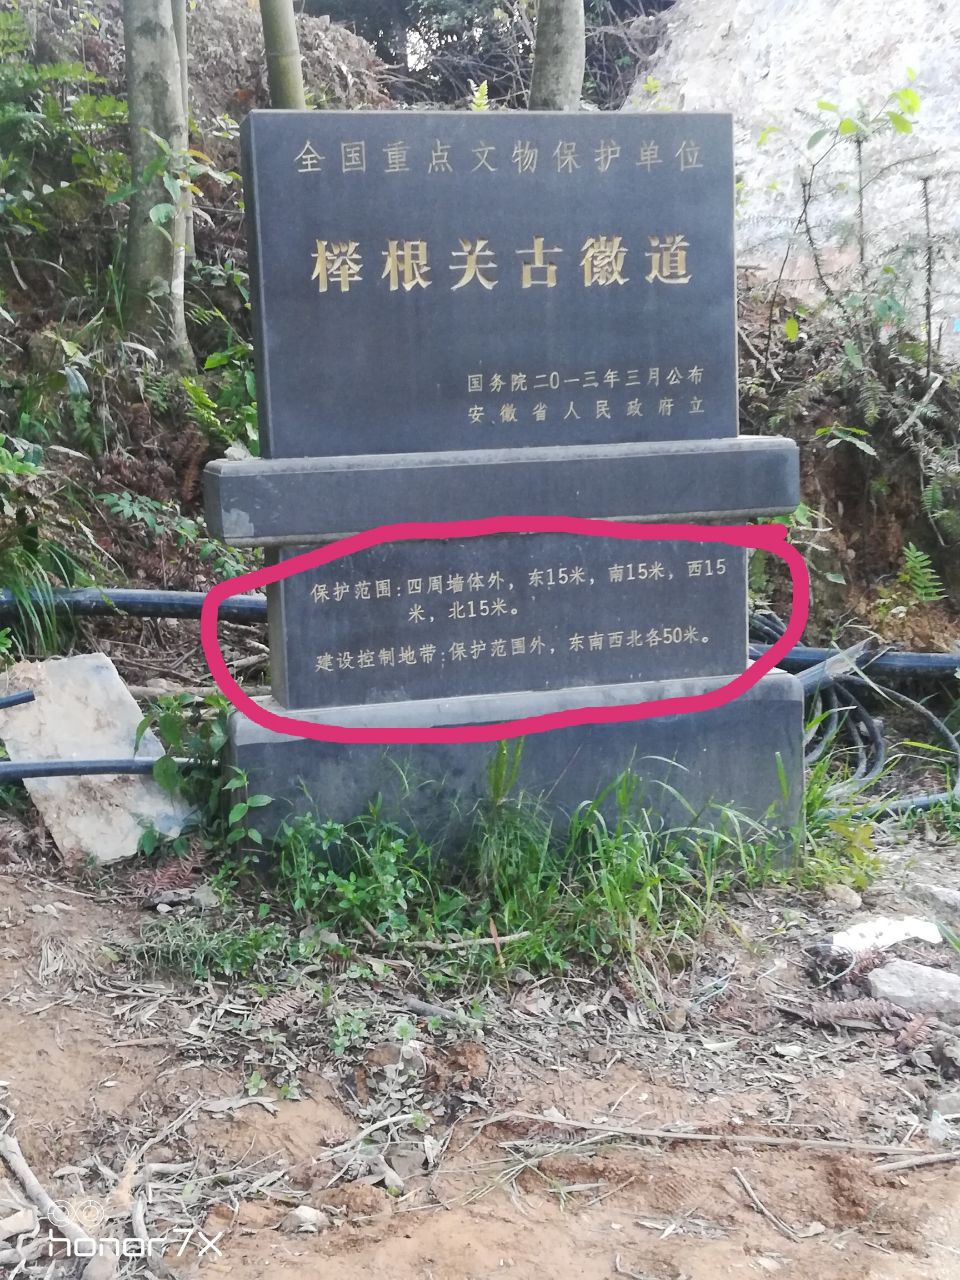 全国重点文物保护单位
榉根关古徽道
国务院二0一三年三月公布
安徽省人民政府立
保护范围:四周墙体外，东15米，南15米，西15
米，北15米。
建设控制地带:保护范围外，东南西北各50米。
honor 7X